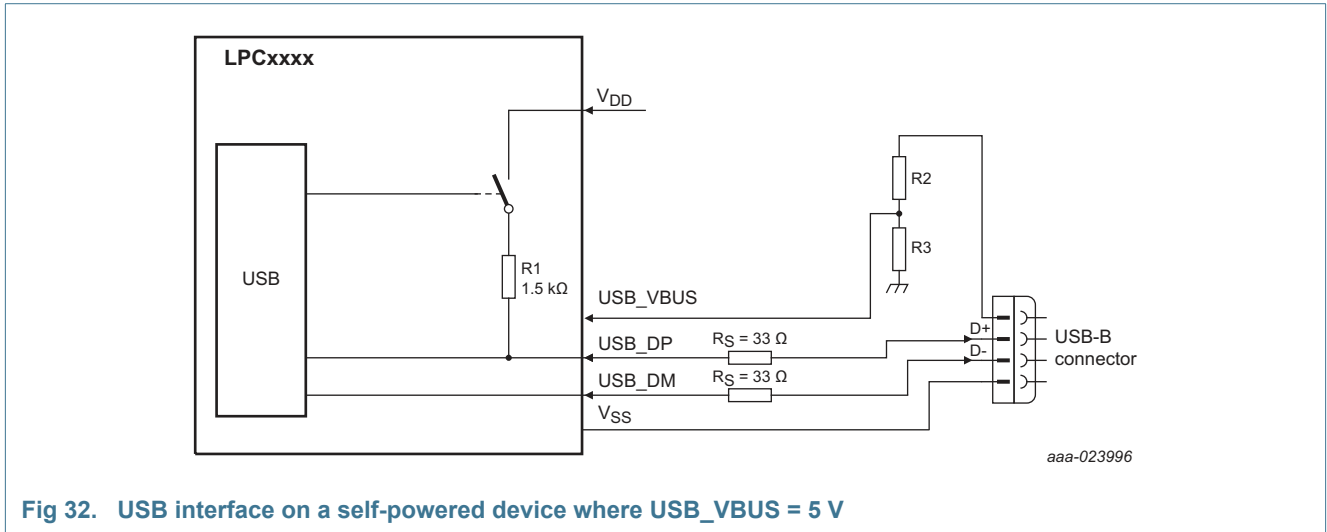 LPCxxxx
VDD
USB
R1
1.5 kΩ
R2
R3
USB_VBUS
USB_DP
RS = 33 Ω
D+
USB-B
connector
D-
USB_DM
RS = 33 Ω
VSS
aaa-023996
Fig 32. USB interface on a self-powered device where USB_VBUS = 5 V